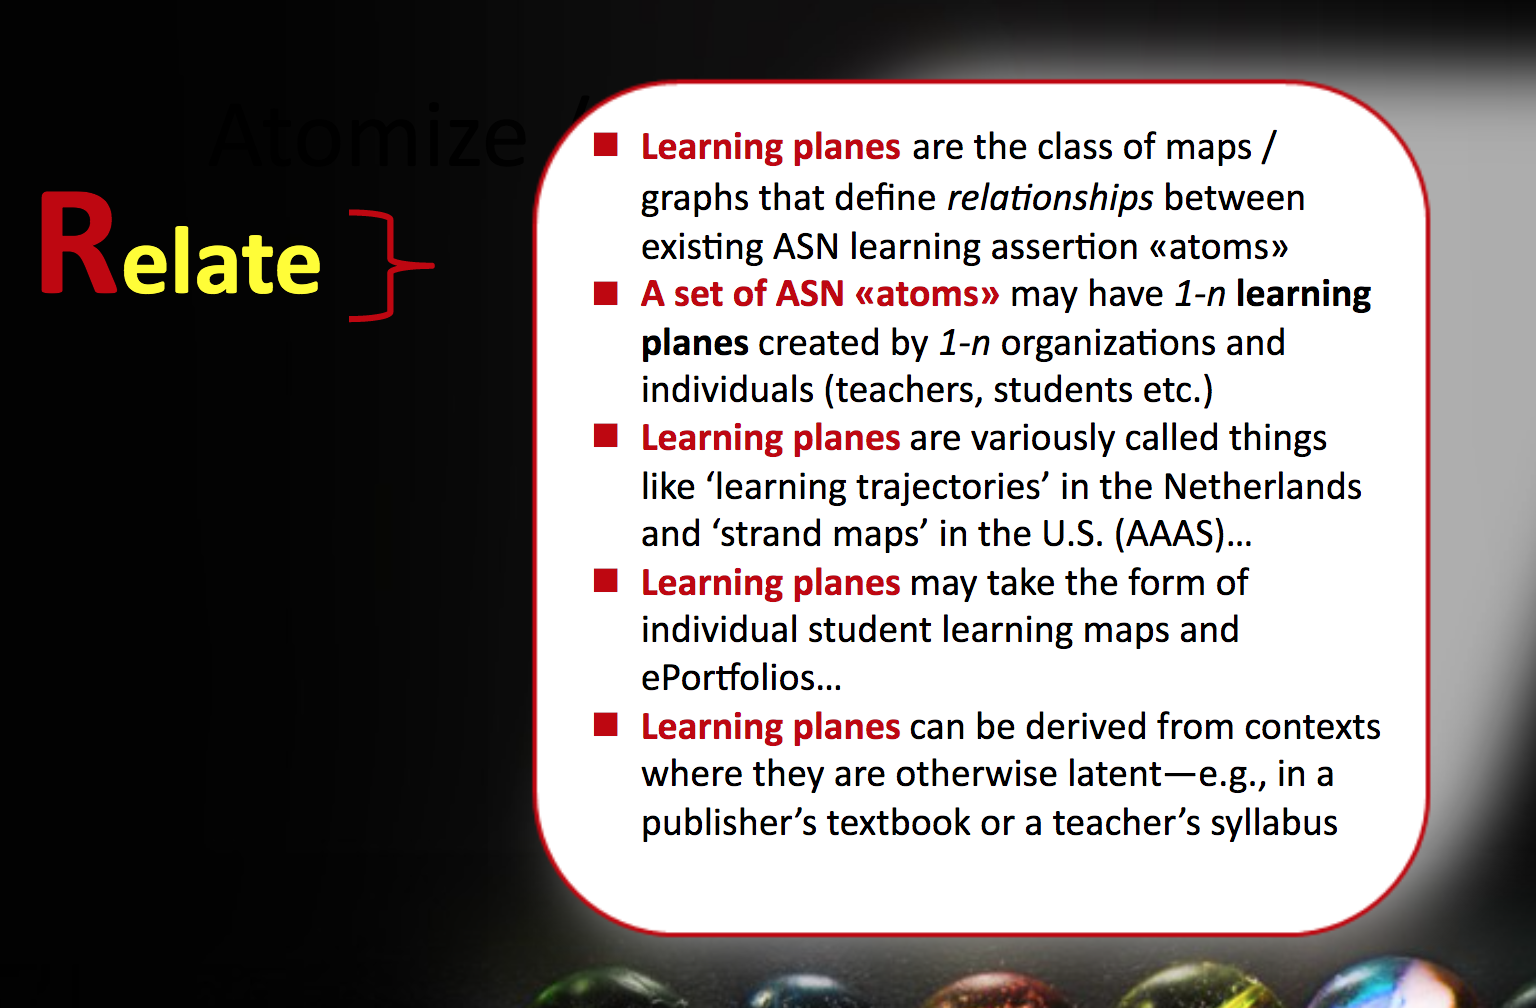 Atomize /
Relate
■ Learning planes are the class of maps /
graphs that define relationships between
existing ASN learning assertion «atoms»
■ A set of ASN «atoms» may have 1-n learning
planes created by 1-n organizations and
individuals (teachers, students etc.)
■ Learning planes are variously called things
like ‘learning trajectories’ in the Netherlands
and ‘strand maps’ in the U.S. (AAAS)…
■ Learning planes may take the form of
individual student learning maps and
ePortfolios…
■ Learning planes can be derived from contexts
where they are otherwise latent—e.g., in a
publisher’s textbook or a teacher’s syllabus